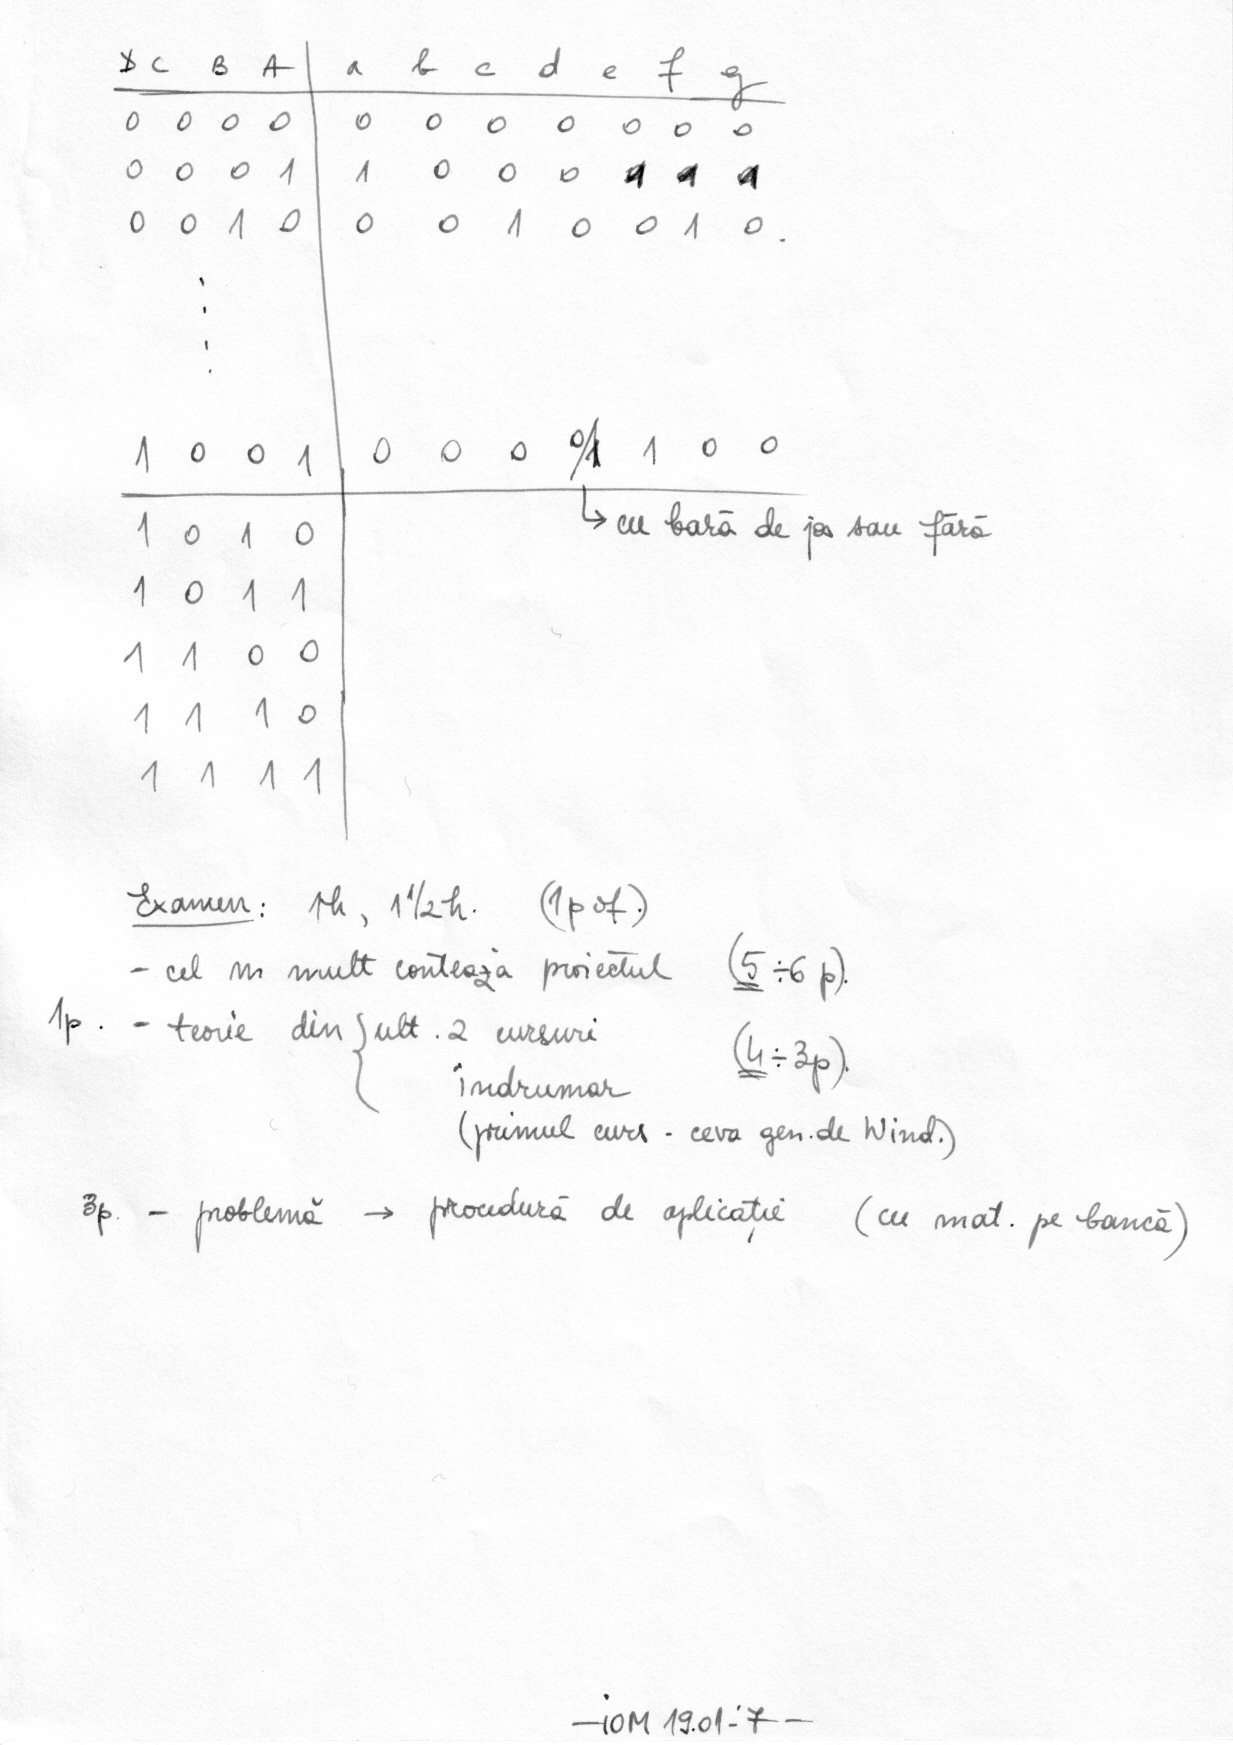 D C B A a b c d e f g
0 0 0 0 0 0 0 0 0 0 0
0 0 0 1 1 0 0 0 1 1 1
0 0 1 0 0 0 1 0 0 1 0.
1 0 0 1 0 0 0 0/1 1 0 0
↳ cu bară de jos sau fără
1 0 1 0
1 0 1 1
1 1 0 0
1 1 1 0
1 1 1 1
Examen: 1h, 1 1/2 h. (1p of.)
- cel m mult contează proiectul (5÷6 p).
1p. - teorie din { ult. 2 cursuri (4÷3p).
îndrumar
(primul curs - ceva gen. de Wind.)
3p. - problemă → procedură de aplicație (cu mat. pe bancă)
— iOM 19.01.'7 —